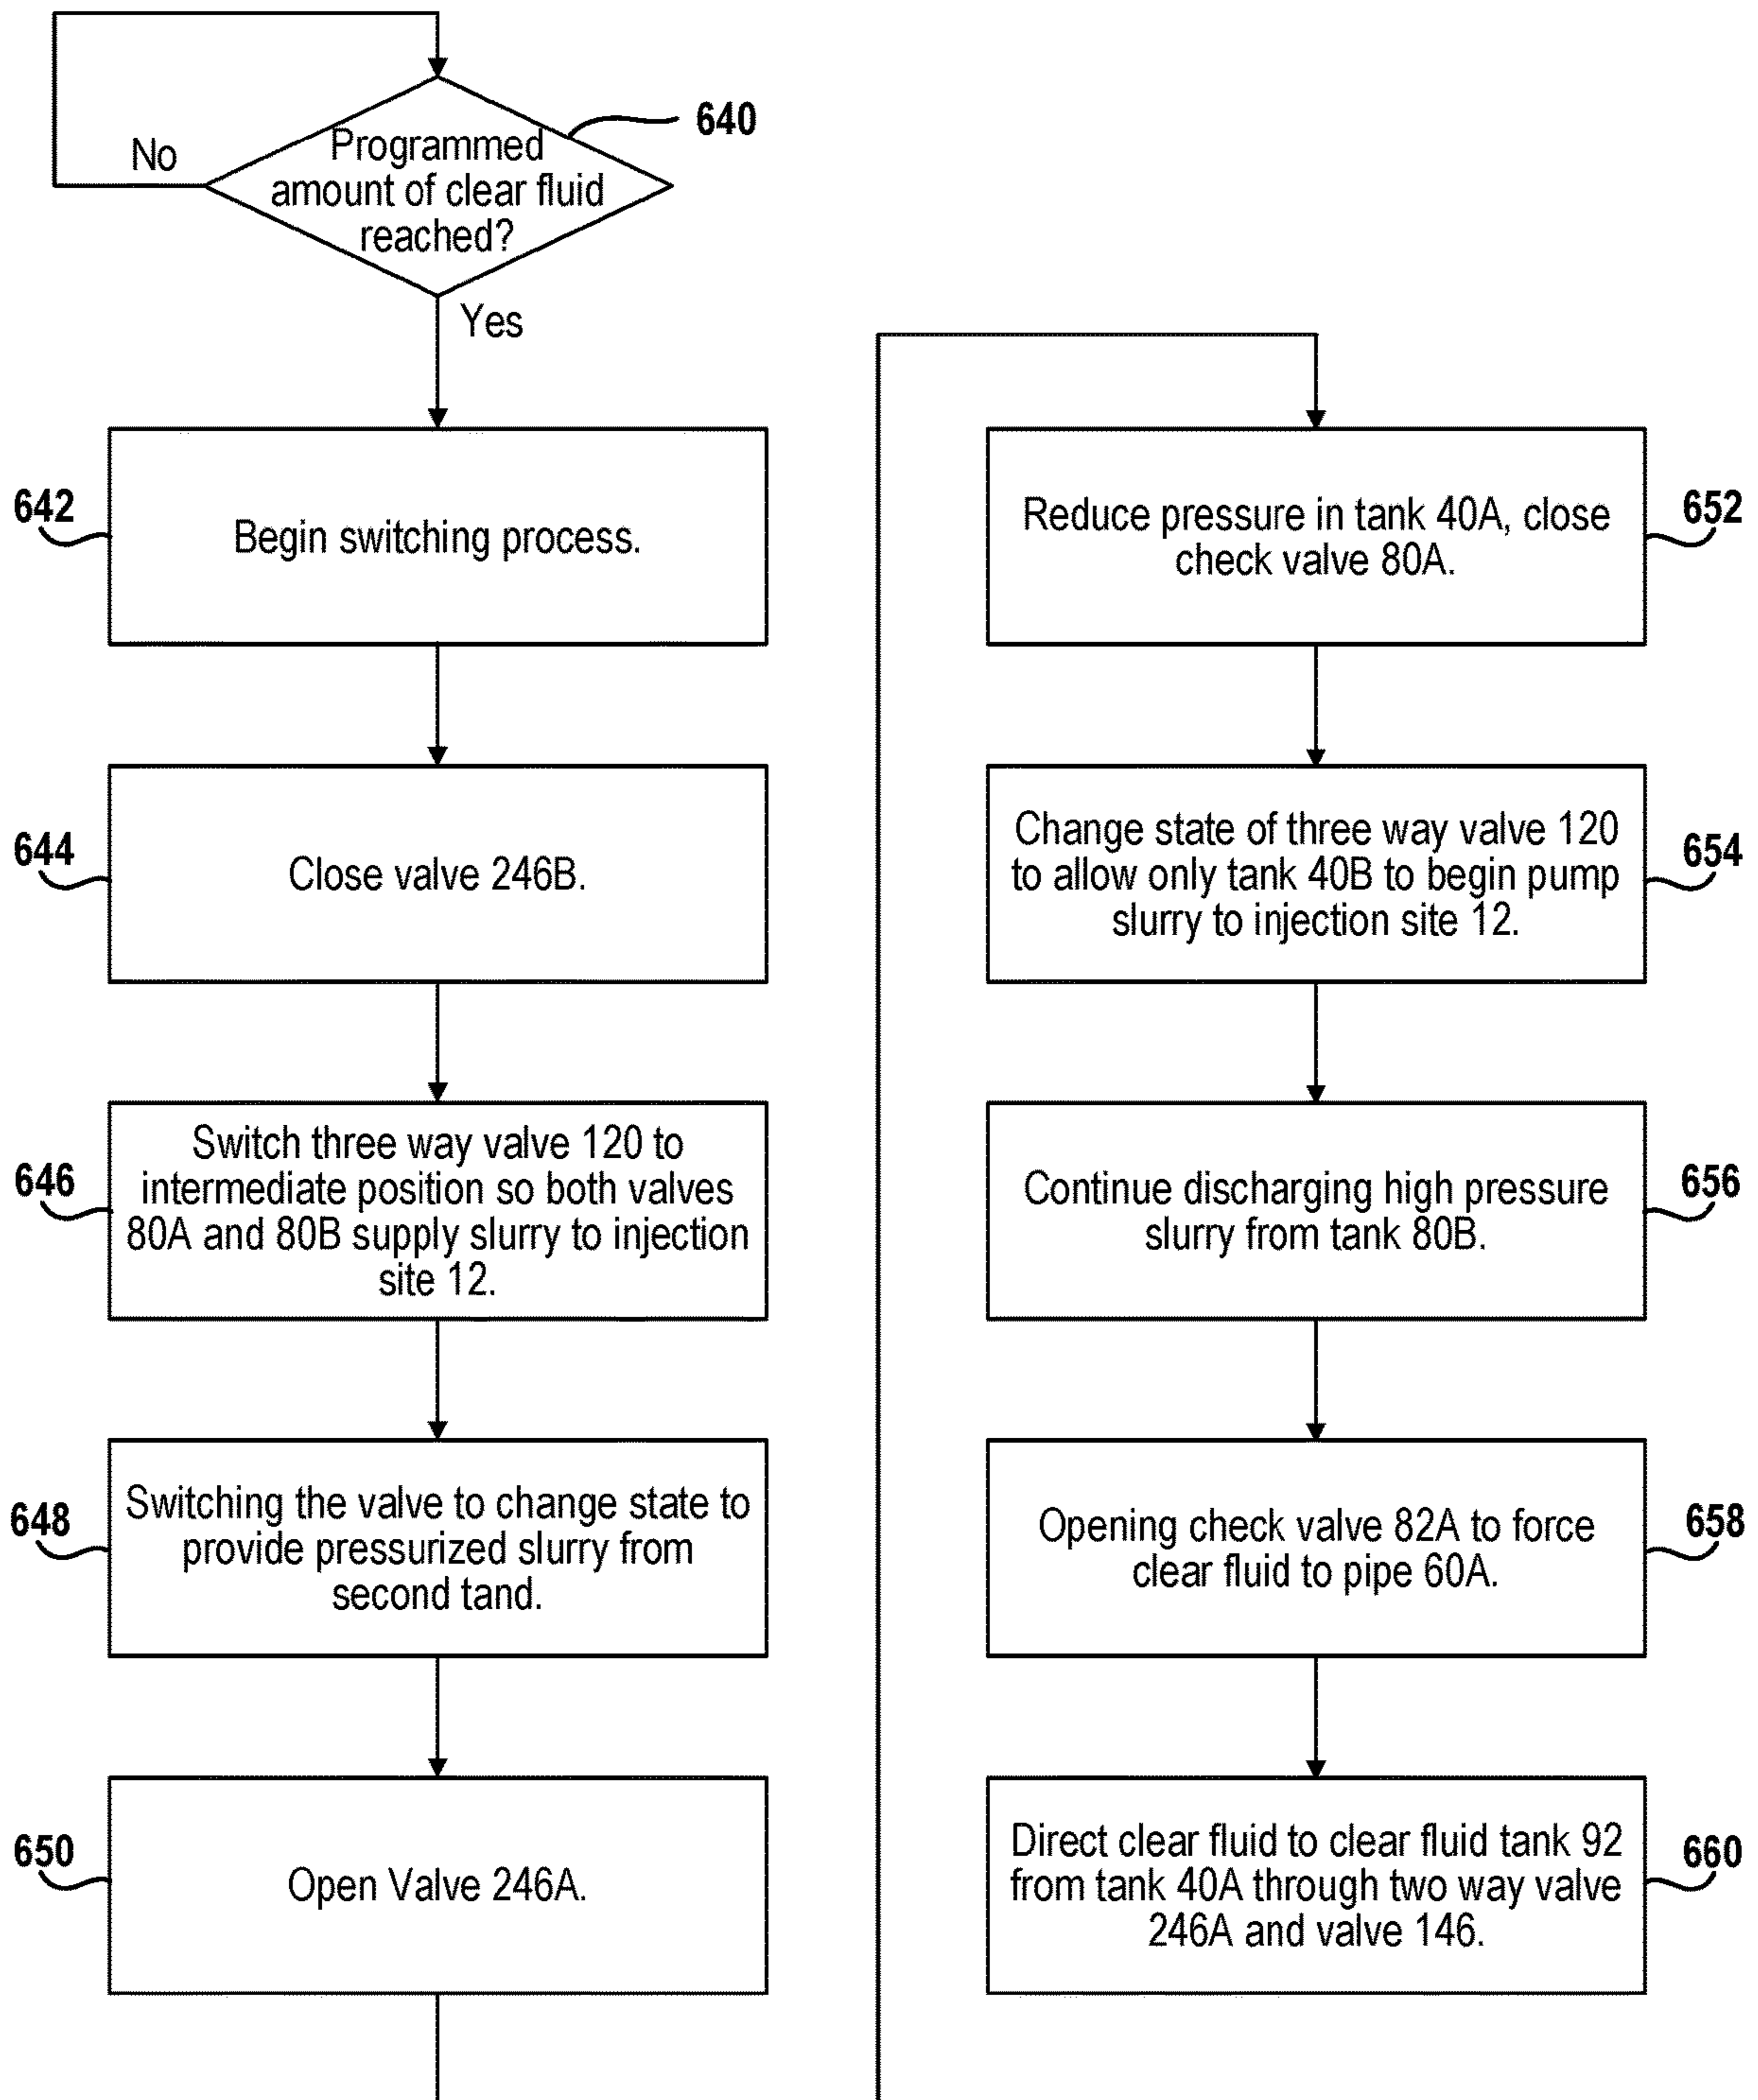 640
No
Programmed
amount of clear fluid
reached?
Yes
642
Begin switching process.
644
Close valve 246B.
646
Switch three way valve 120 to
intermediate position so both valves
80A and 80B supply slurry to injection
site 12.
648
Switching the valve to change state to
provide pressurized slurry from
second tand.
650
Open Valve 246A.
652
Reduce pressure in tank 40A, close
check valve 80A.
654
Change state of three way valve 120
to allow only tank 40B to begin pump
slurry to injection site 12.
656
Continue discharging high pressure
slurry from tank 80B.
658
Opening check valve 82A to force
clear fluid to pipe 60A.
660
Direct clear fluid to clear fluid tank 92
from tank 40A through two way valve
246A and valve 146.